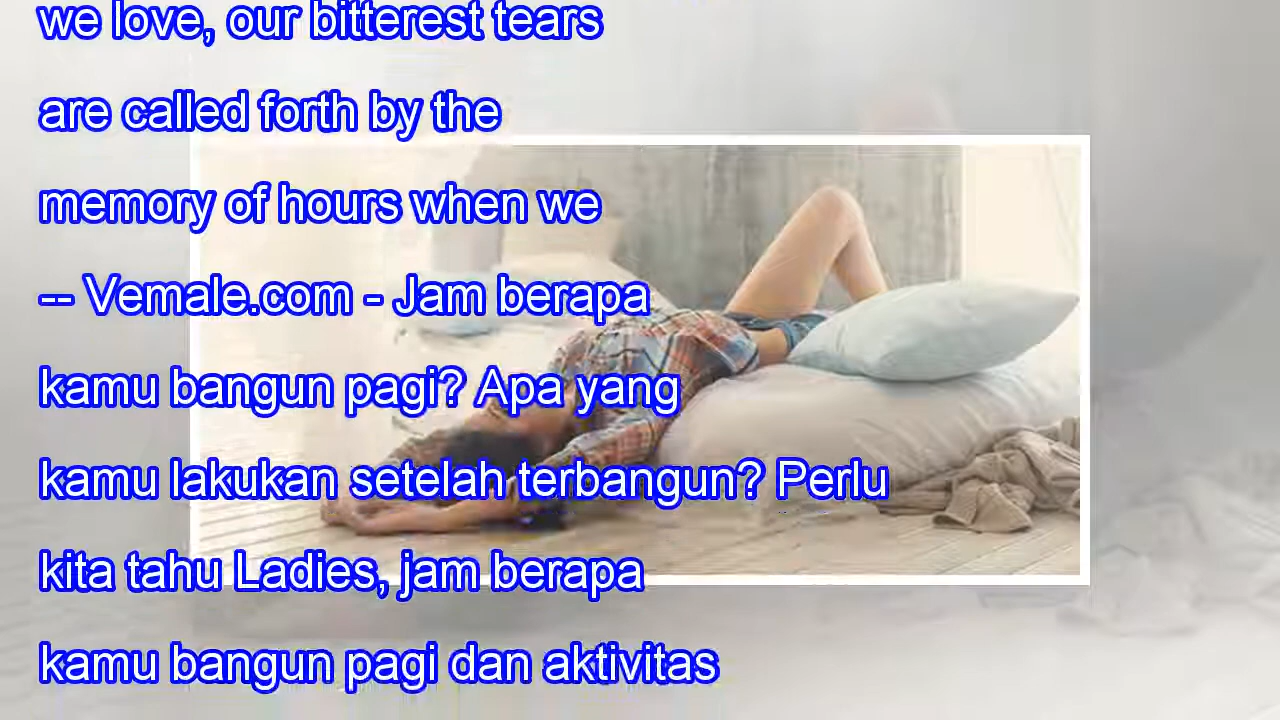 we love, our bitterest tears
are called forth by the
memory of hours when we
-- Vemale.com - Jam berapa
kamu bangun pagi? Apa yang
kamu lakukan setelah terbangun? Perlu
kita tahu Ladies, jam berapa
kamu bangun pagi dan aktivitas